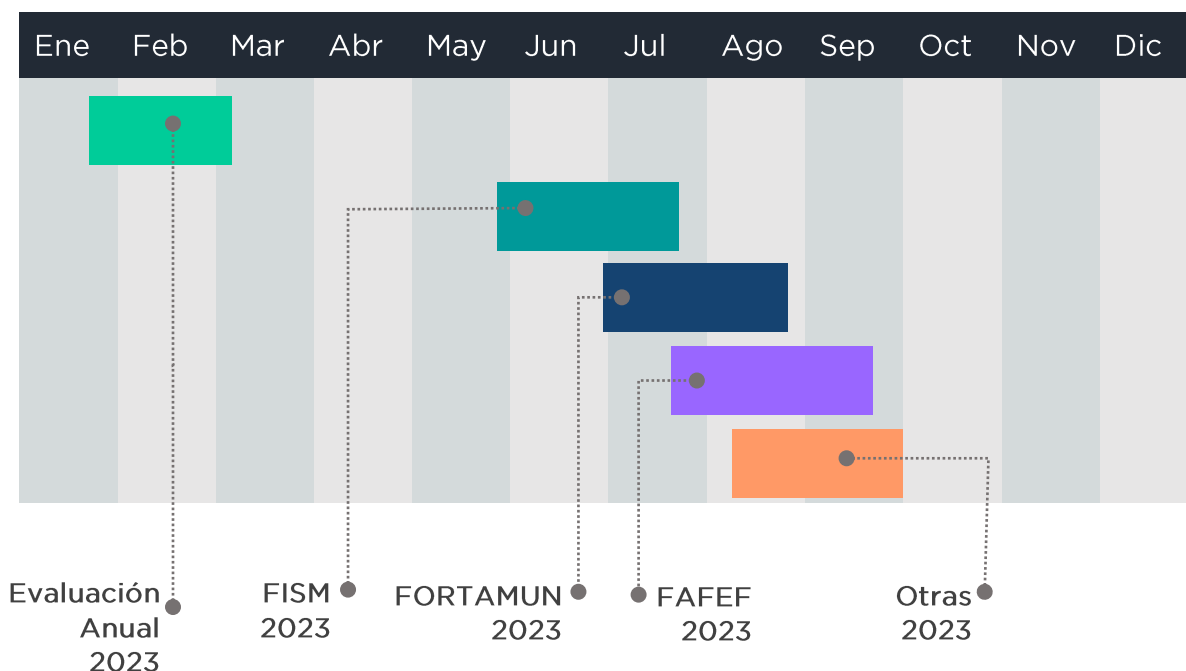 Ene Feb Mar Abr May Jun Jul Ago Sep Oct Nov Dic
Evaluación
Anual
2023
FISM
2023
FORTAMUN
2023
FAFEF
2023
Otras
2023